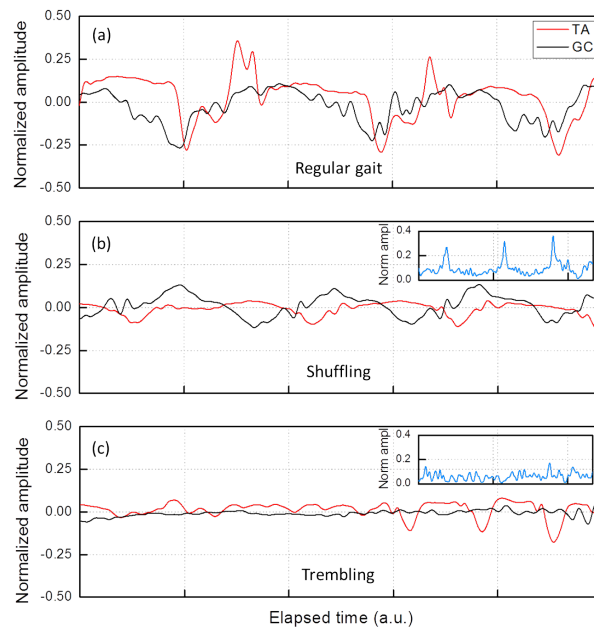 (a)
TA
GC
Normalized amplitude
0.50
0.25
0.00
-0.25
-0.50
Regular gait
(b)
Normalized amplitude
0.50
0.25
0.00
-0.25
-0.50
Norm ampl
0.4
0.2
0.0
Shuffling
(c)
Normalized amplitude
0.50
0.25
0.00
-0.25
-0.50
Norm ampl
0.4
0.2
0.0
Trembling
Elapsed time (a.u.)